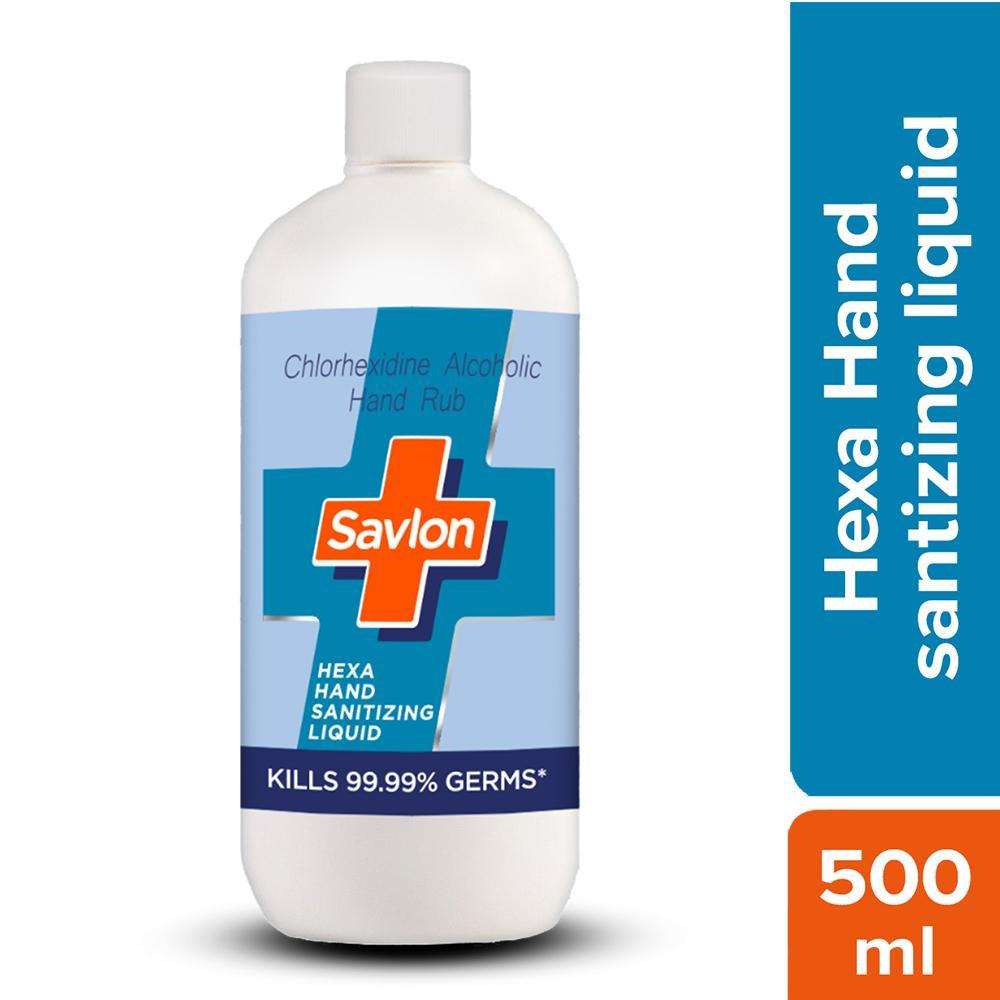 Chlorhexidine Alcoholic
Hand Rub
Savlon
HEXA
HAND
SANITIZING
LIQUID
KILLS 99.99% GERMS*
Hexa Hand
santizing liquid
500
ml